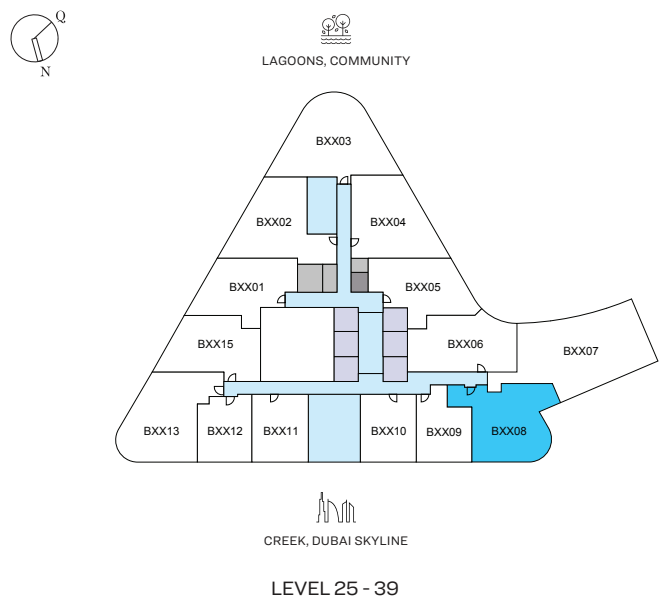 Q
N
LAGOONS, COMMUNITY
BXX03
BXX02
BXX04
BXX01
BXX05
BXX15
BXX06
BXX07
BXX13
BXX12
BXX11
BXX10
BXX09
BXX08
CREEK, DUBAI SKYLINE
LEVEL 25 - 39